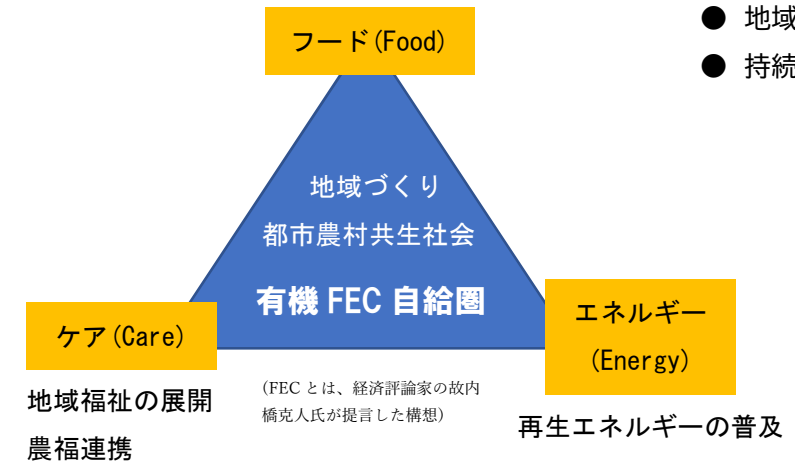 フード(Food)
● 地域
● 持続
地域づくり
都市農村共生社会
有機 FEC 自給圏
ケア(Care)
地域福祉の展開
農福連携
(FEC とは、経済評論家の故内
橋克人氏が提言した構想)
エネルギー
(Energy)
再生エネルギーの普及